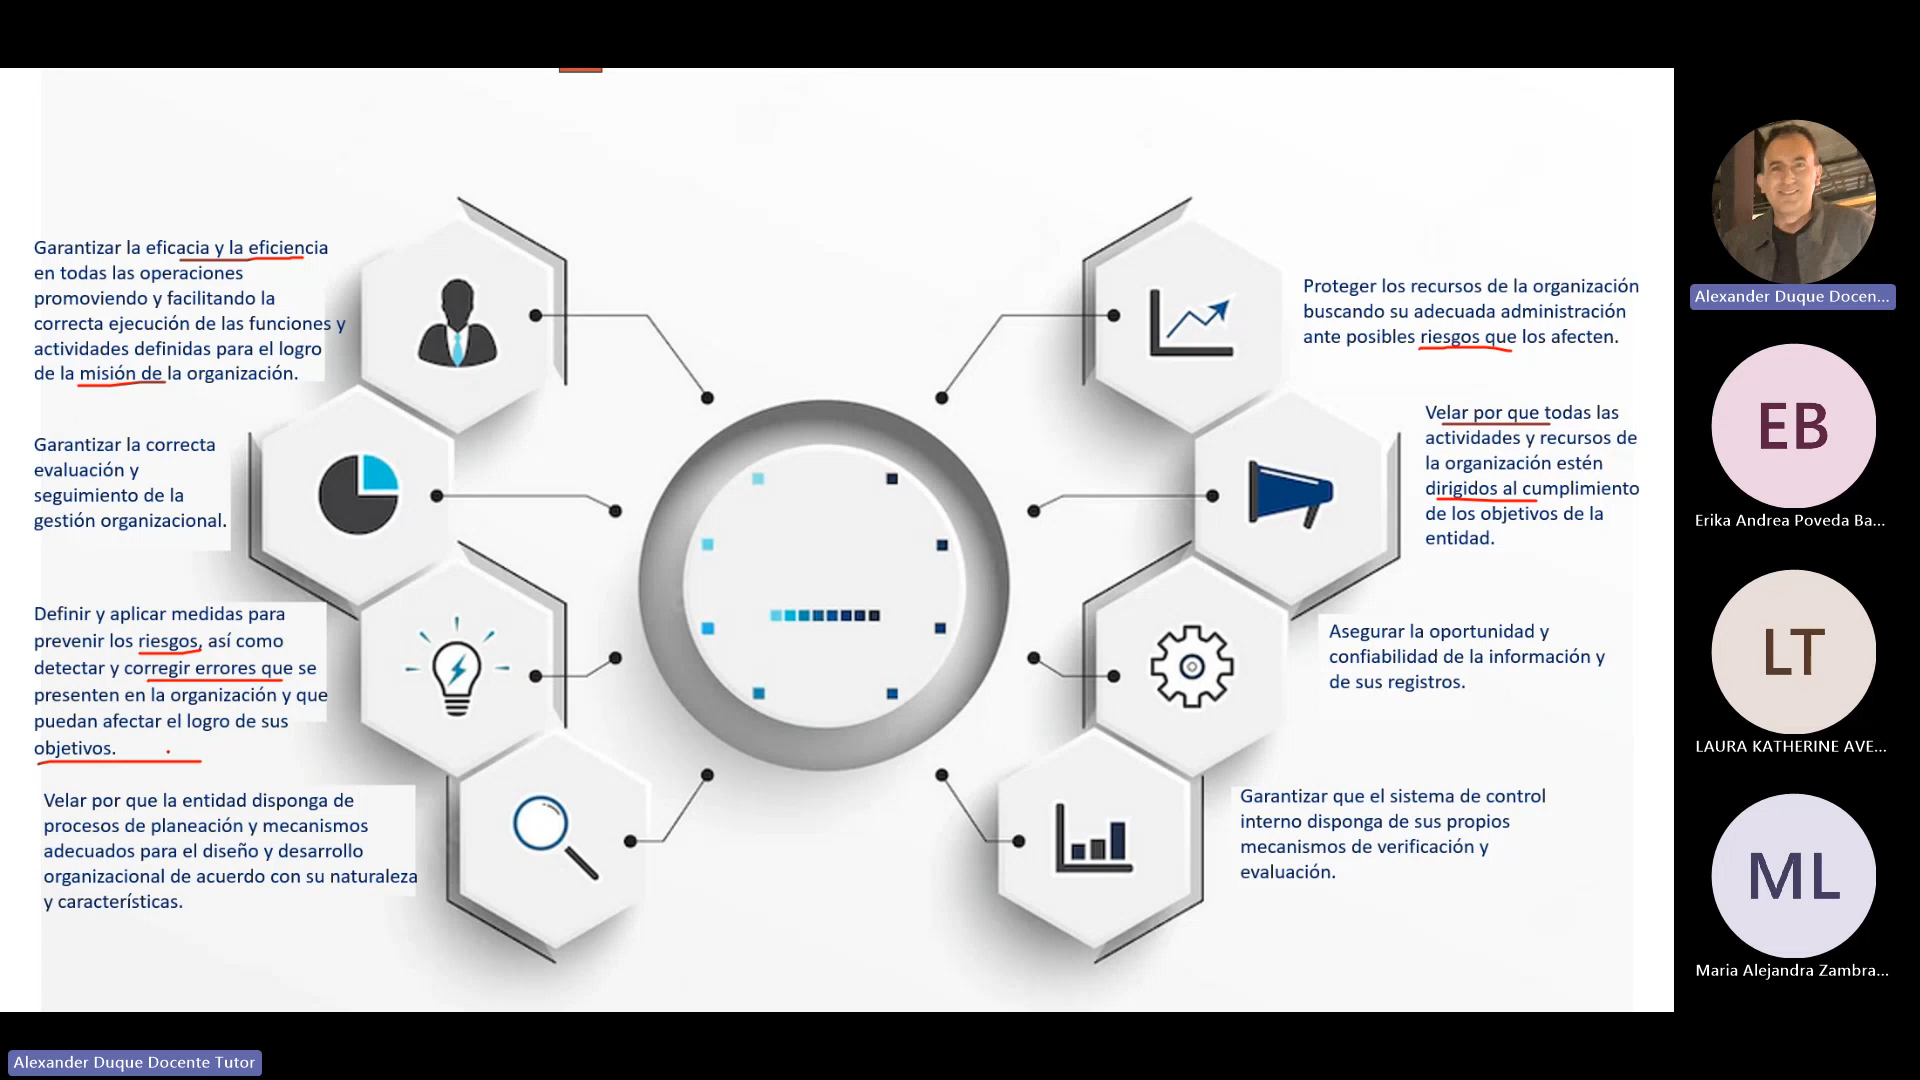 Garantizar la eficacia y la eficiencia
en todas las operaciones
promoviendo y facilitando la
correcta ejecución de las funciones y
actividades definidas para el logro
de la misión de la organización.
Garantizar la correcta
evaluación y
seguimiento de la
gestión organizacional.
Definir y aplicar medidas para
prevenir los riesgos, así como
detectar y corregir errores que se
presenten en la organización y que
puedan afectar el logro de sus
objetivos.
Velar por que la entidad disponga de
procesos de planeación y mecanismos
adecuados para el diseño y desarrollo
organizacional de acuerdo con su naturaleza
y características.
Proteger los recursos de la organización
buscando su adecuada administración
ante posibles riesgos que los afecten.
Velar por que todas las
actividades y recursos de
la organización estén
dirigidos al cumplimiento
de los objetivos de la
entidad.
Asegurar la oportunidad y
confiabilidad de la información y
de sus registros.
Garantizar que el sistema de control
interno disponga de sus propios
mecanismos de verificación y
evaluación.
Alexander Duque Docen...
EB
Erika Andrea Poveda Ba...
LT
LAURA KATHERINE AVE...
ML
Maria Alejandra Zambra...
Alexander Duque Docente Tutor